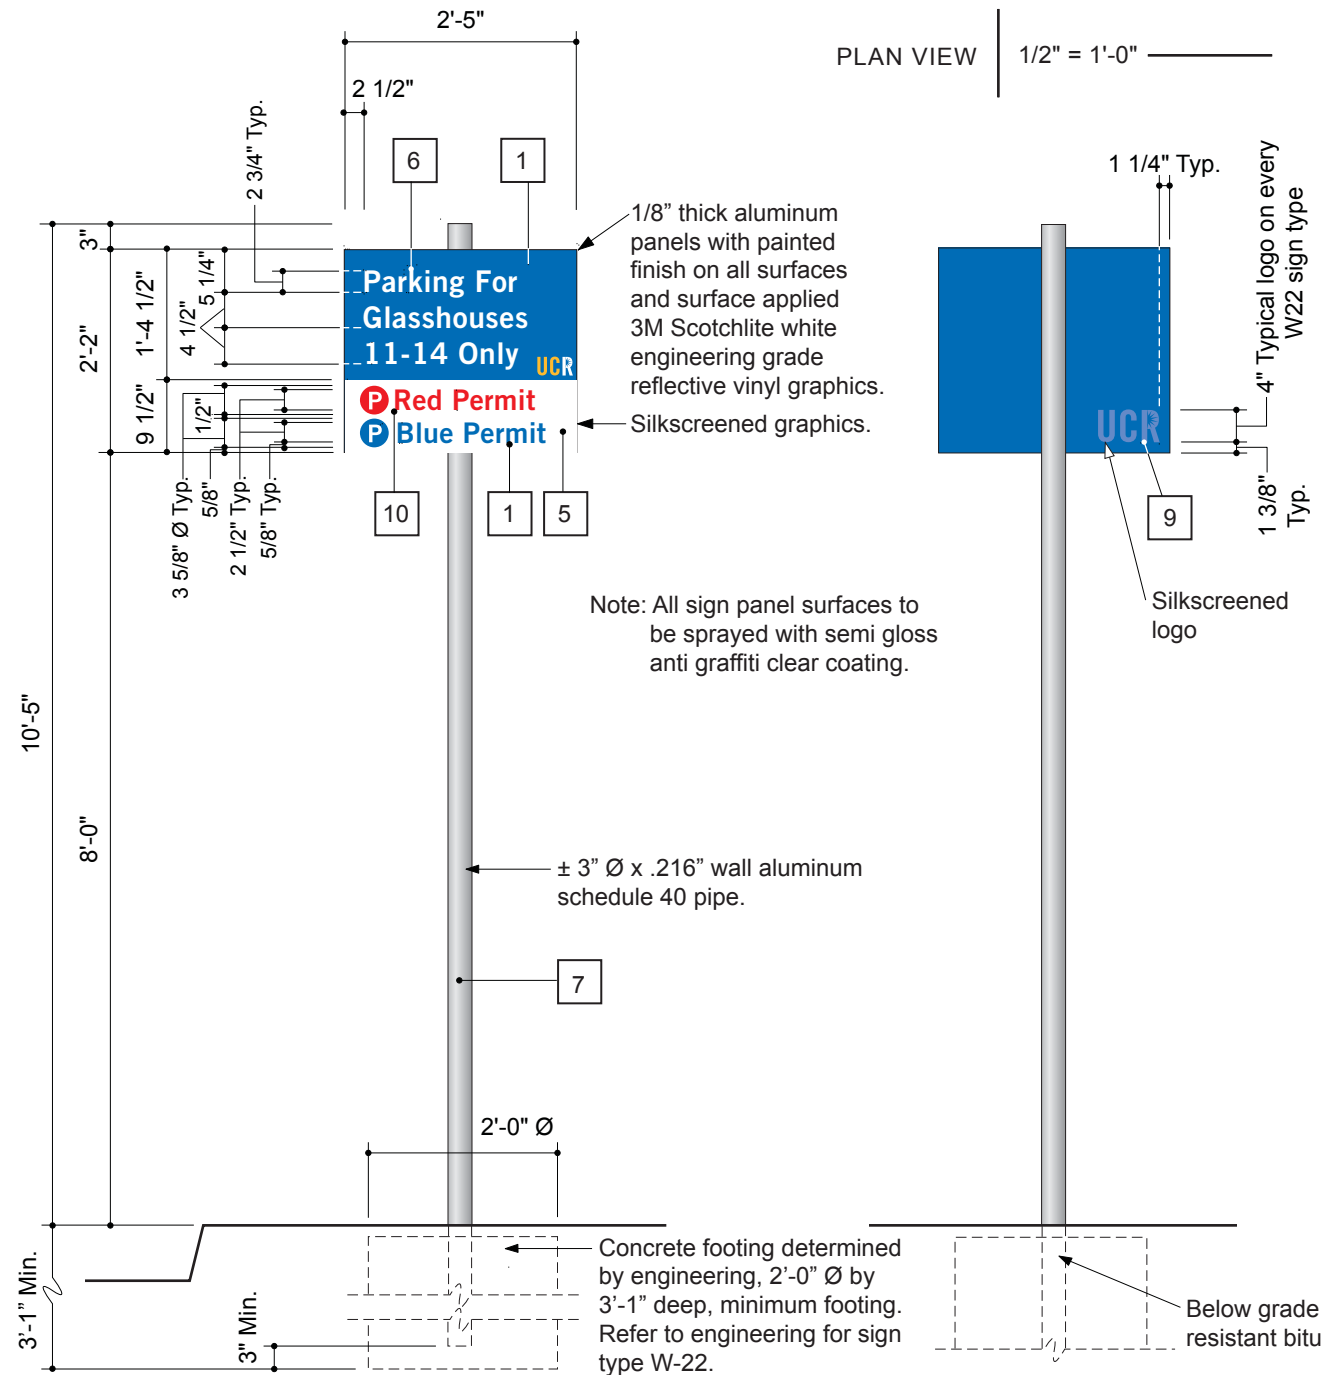 2'-5"
PLAN VIEW
1/2" = 1'-0"
2 1/2"
2 3/4" Typ.
6
1
1 1/4" Typ.
4" Typical logo on every
W22 sign type
3"
5 1/4"
1'-4 1/2"
4 1/2"
2'-2"
9 1/2"
1/2"
3 5/8" Ø Typ.
5/8"
2 1/2" Typ.
5/8" Typ.
Parking For
Glasshouses
11-14 Only
UCR
P Red Permit
P Blue Permit
1/8” thick aluminum
panels with painted
finish on all surfaces
and surface applied
3M Scotchlite white
engineering grade
reflective vinyl graphics.
Silkscreened graphics.
UCR
10
1
5
9
1 3/8"
Typ.
Silkscreened
logo
Note: All sign panel surfaces to
be sprayed with semi gloss
anti graffiti clear coating.
10'-5"
8'-0"
± 3” Ø x .216” wall aluminum
schedule 40 pipe.
7
2'-0" Ø
3'-1” Min.
3" Min.
Concrete footing determined
by engineering, 2’-0” Ø by
3’-1” deep, minimum footing.
Refer to engineering for sign
type W-22.
Below grade
resistant bitu